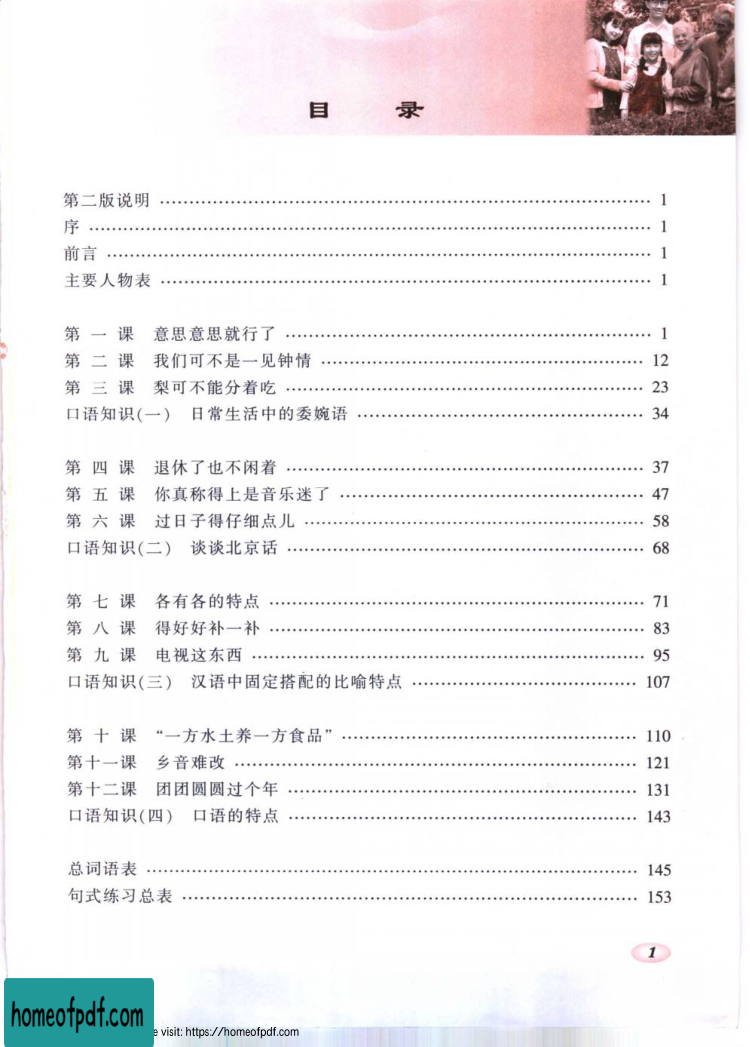 目 录
第二版说明 …… 1
序 …… 1
前言 …… 1
主要人物表 …… 1
第 一 课 意思意思就行了 …… 1
第 二 课 我们可不是一见钟情 …… 12
第 三 课 梨可不能分着吃 …… 23
口语知识(一) 日常生活中的委婉语 …… 34
第 四 课 退休了也不闲着 …… 37
第 五 课 你真称得上是音乐迷了 …… 47
第 六 课 过日子得仔细点儿 …… 58
口语知识(二) 谈谈北京话 …… 68
第 七 课 各有各的特点 …… 71
第 八 课 得好好补一补 …… 83
第 九 课 电视这东西 …… 95
口语知识(三) 汉语中固定搭配的比喻特点 …… 107
第 十 课 “一方水土养一方食品” …… 110
第十一课 乡音难改 …… 121
第十二课 团团圆圆过个年 …… 131
口语知识(四) 口语的特点 …… 143
总词语表 …… 145
句式练习总表 …… 153
1
homeofpdf.com
e visit: https://homeofpdf.com